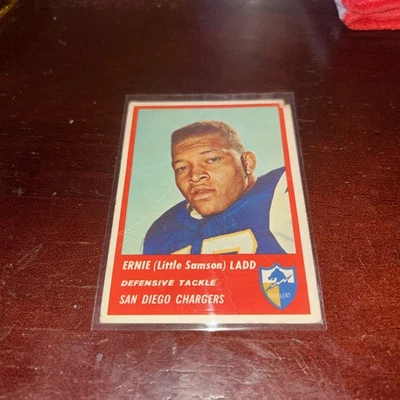 ERNIE (Little Samson) LADD
DEFENSIVE TACKLE
SAN DIEGO CHARGERS